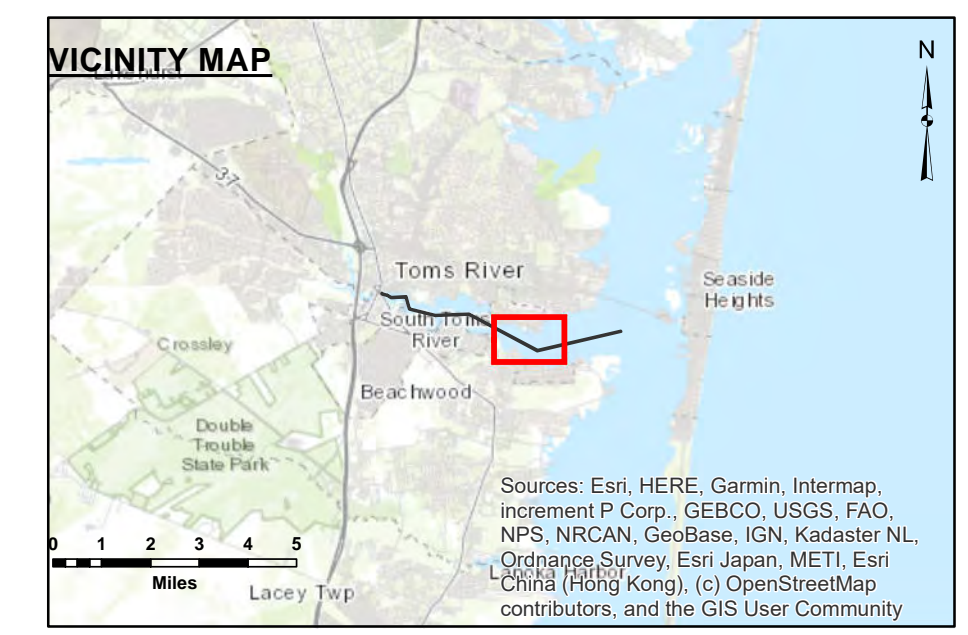 VICINITY MAP
N
Lakehurst
37
Toms River
Seaside
Heights
South Toms
River
Crossley
Beachwood
Double
Trouble
State Park
Sources: Esri, HERE, Garmin, Intermap,
increment P Corp., GEBCO, USGS, FAO,
NPS, NRCAN, GeoBase, IGN, Kadaster NL,
Ordnance Survey, Esri Japan, METI, Esri
China (Hong Kong), (c) OpenStreetMap
contributors, and the GIS User Community
0 1 2 3 4 5
Miles
Lanoka Harbor
Lacey Twp